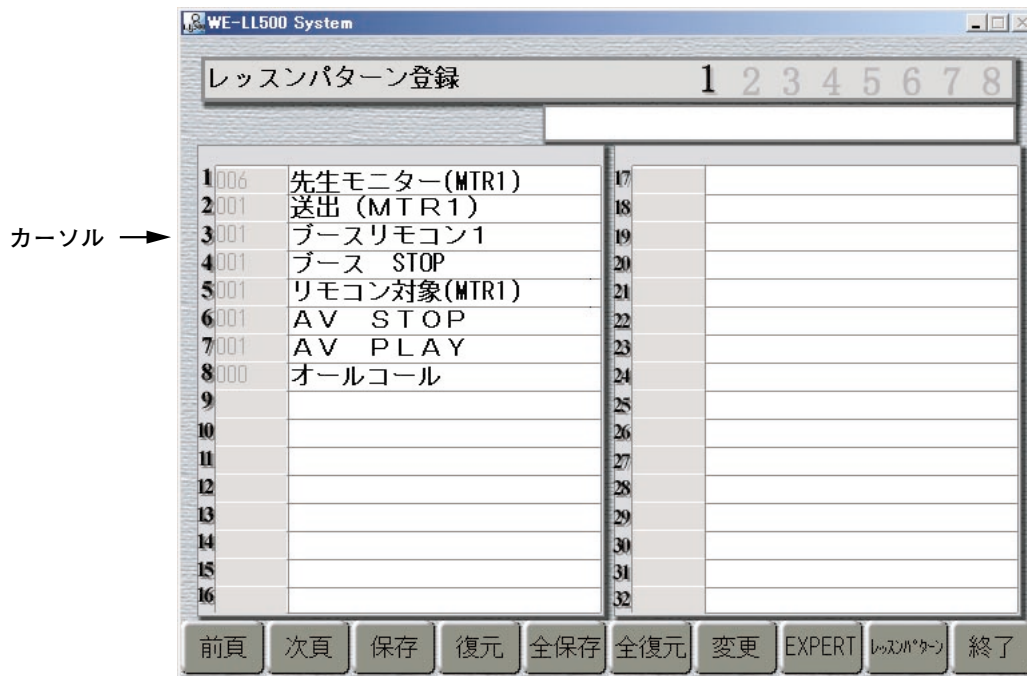 WE-LL500 System
レッスンパターン登録 1 2 3 4 5 6 7 8
1 006 先生モニター(MTR1)
2 001 送出（ＭＴＲ１）
カーソル 3 001 ブースリモコン１
4 001 ブース STOP
5 001 リモコン対象(MTR1)
6 001 ＡＶ ＳＴＯＰ
7 001 ＡＶ ＰＬＡＹ
8 000 オールコール
9
10
11
12
13
14
15
16
17
18
19
20
21
22
23
24
25
26
27
28
29
30
31
32
前頁 次頁 保存 復元 全保存 全復元 変更 EXPERT ﾚｯｽﾝﾊﾟﾀｰﾝ 終了